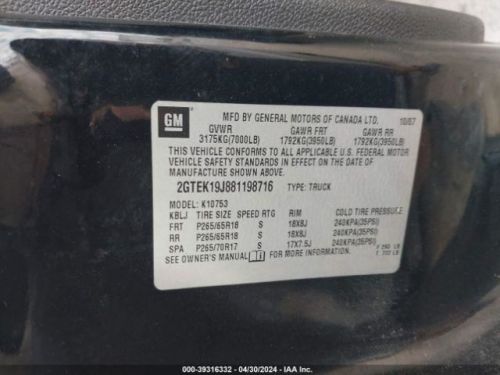 GM
MFD BY GENERAL MOTORS OF CANADA LTD. 10/07
GVWR GAWR FRT GAWR RR
3175KG(7000LB) 1792KG(3950LB) 1792KG(3950LB)
THIS VEHICLE CONFORMS TO ALL APPLICABLE U.S. FEDERAL MOTOR
VEHICLE SAFETY STANDARDS IN EFFECT ON THE DATE OF
MANUFACTURE SHOWN ABOVE.
2GTEK19J881198716 TYPE: TRUCK
MODEL: K10753
KBLJ TIRE SIZE SPEED RTG RIM COLD TIRE PRESSURE
FRT P265/65R18 S 18X8J 240KPA(35PSI)
RR P265/65R18 S 18X8J 240KPA(35PSI)
SPA P265/70R17 S 17X7.5J 240KPA(35PSI)
SEE OWNER'S MANUAL FOR MORE INFORMATION.
000-39316332 - 04/30/2024 - IAA Inc.